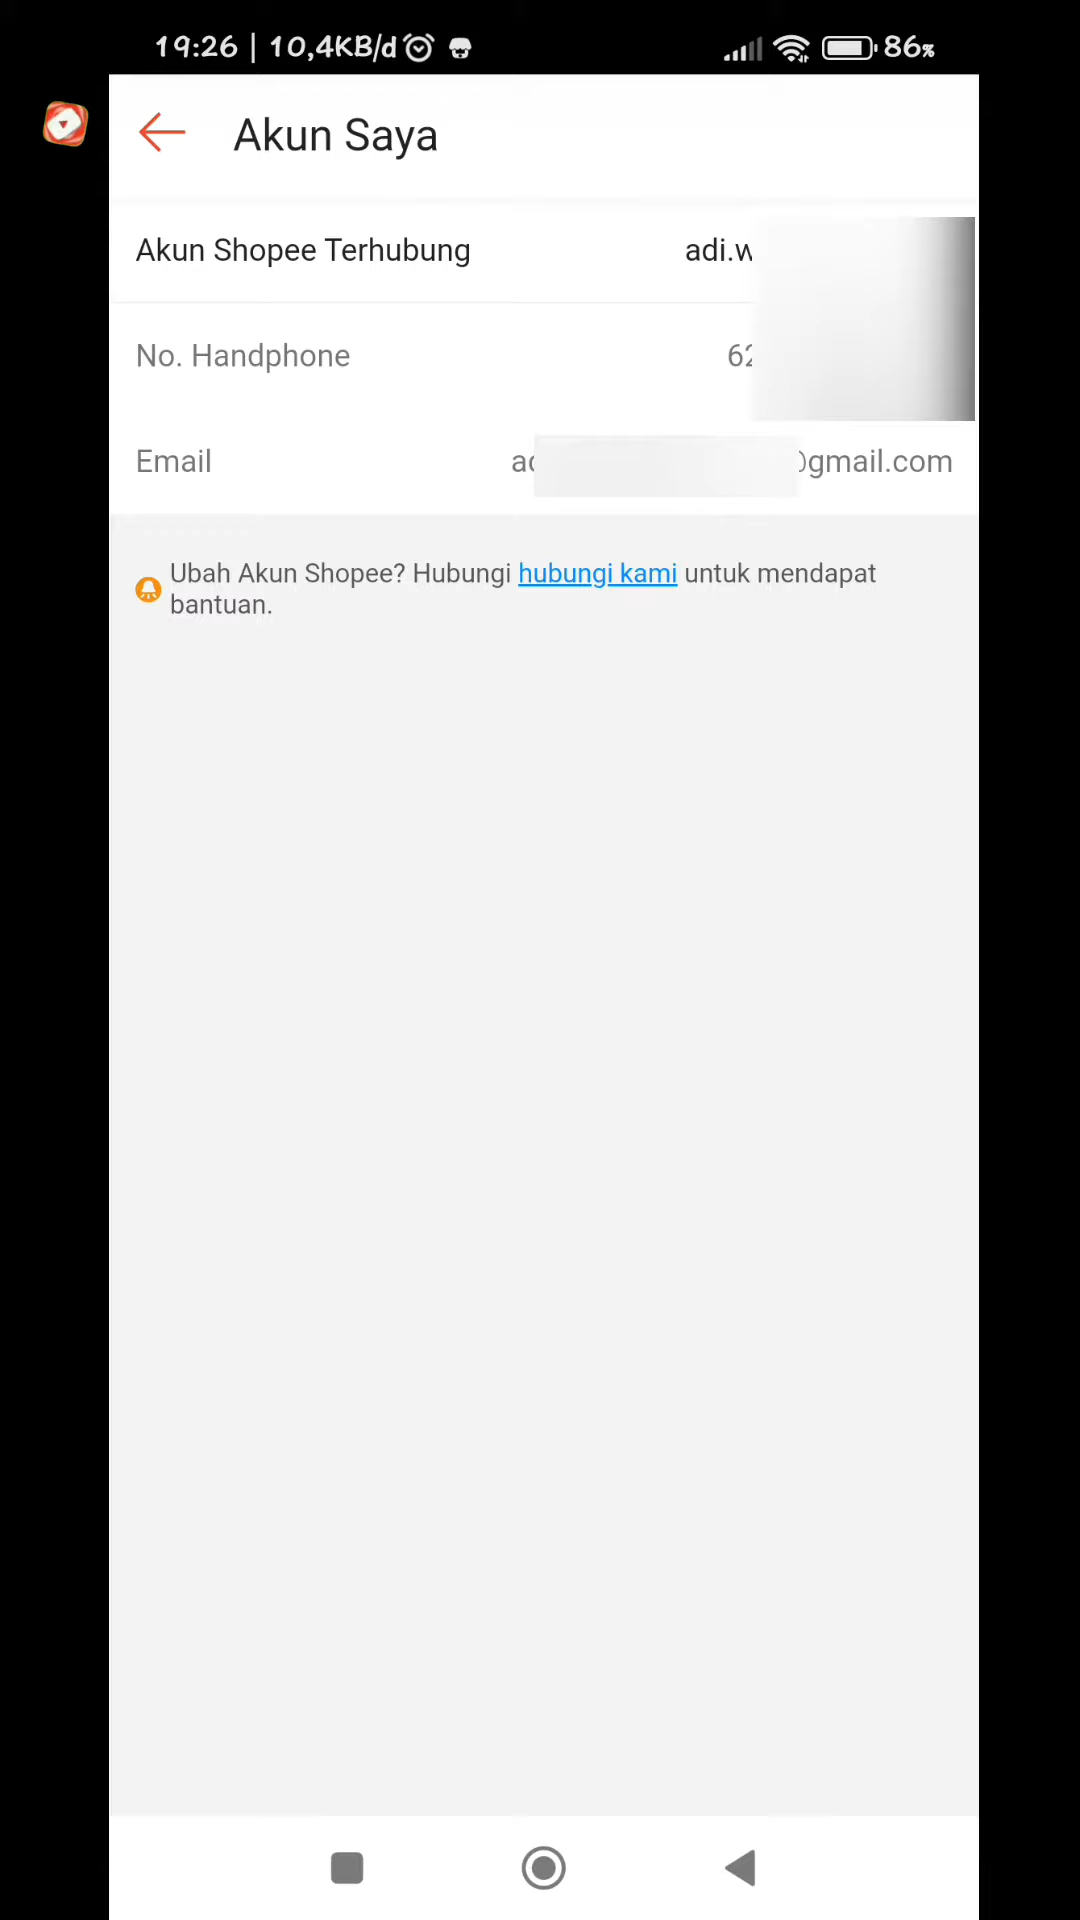 19:26 | 10,4KB/d 86%
Akun Saya
Akun Shopee Terhubung adi.w
No. Handphone 62
Email ad @gmail.com
Ubah Akun Shopee? Hubungi hubungi kami untuk mendapat
bantuan.